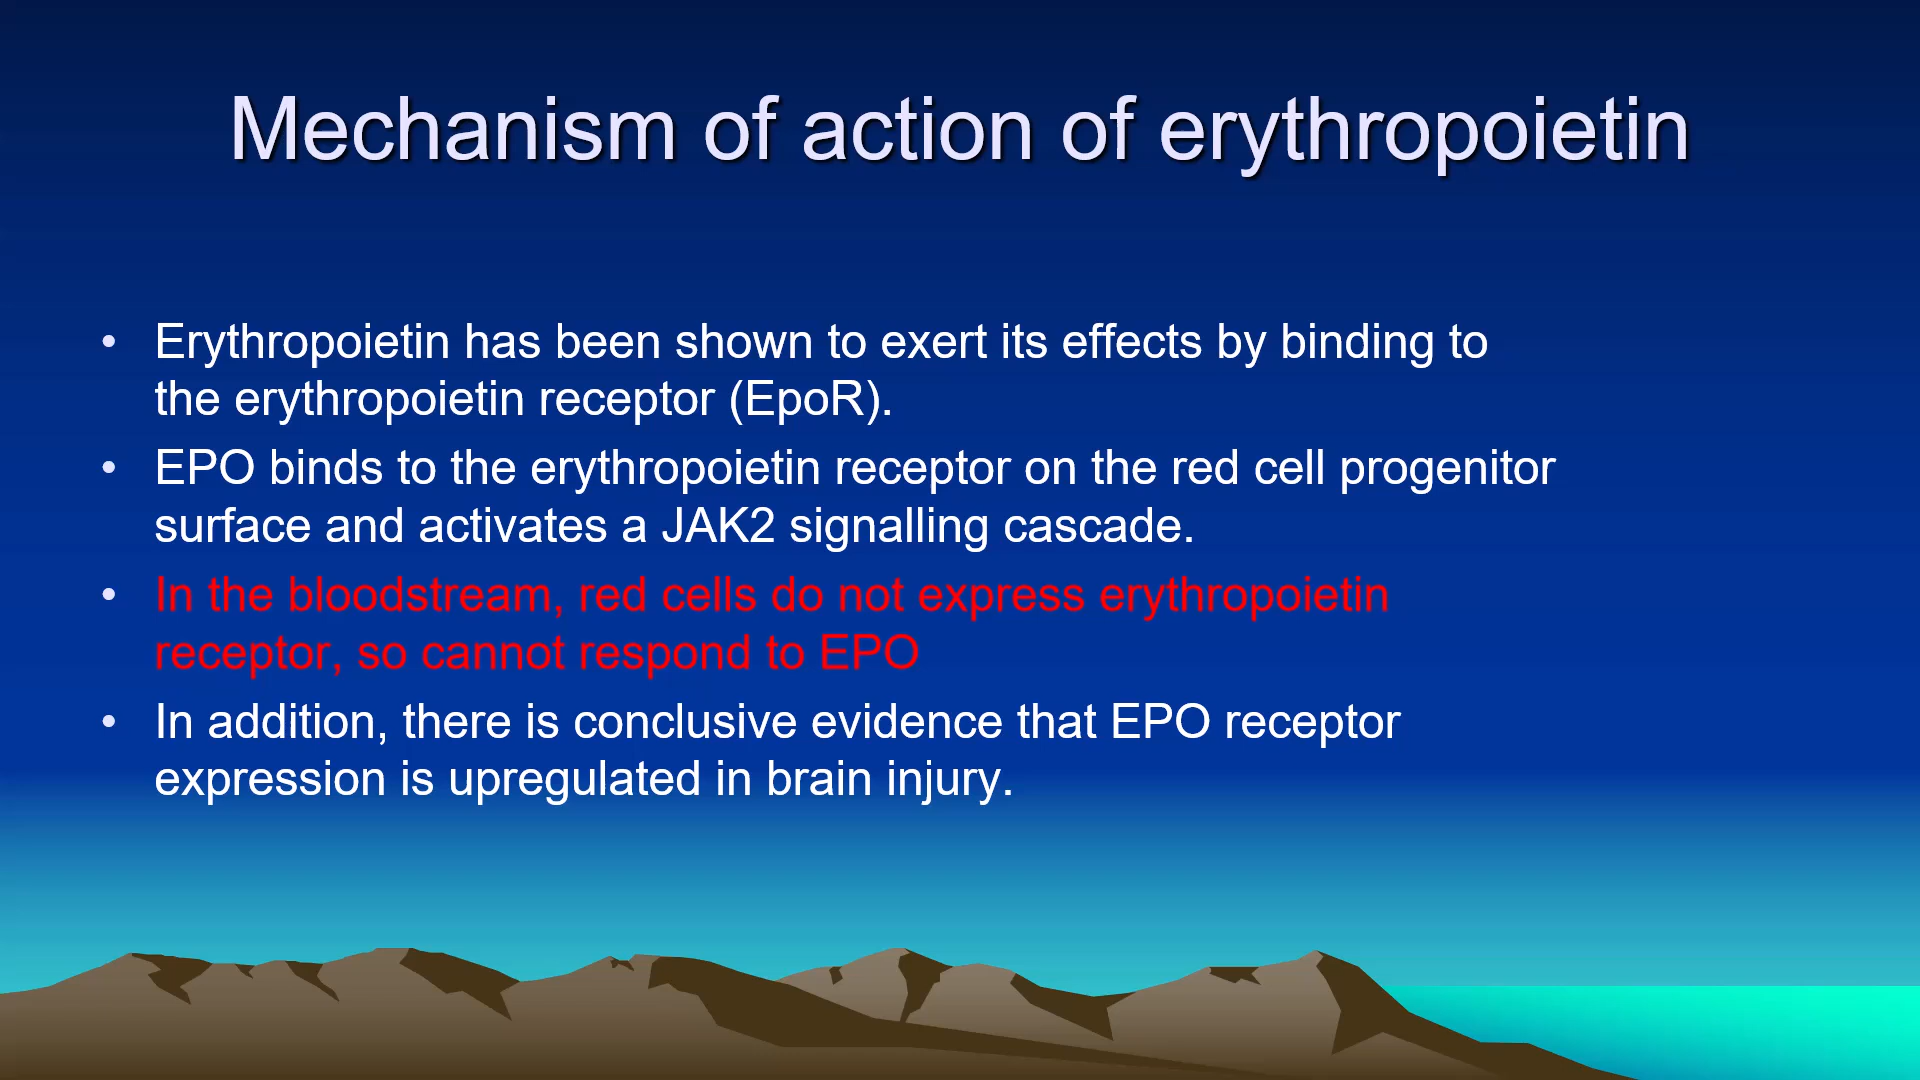 Mechanism of action of erythropoietin
• Erythropoietin has been shown to exert its effects by binding to
the erythropoietin receptor (EpoR).
• EPO binds to the erythropoietin receptor on the red cell progenitor
surface and activates a JAK2 signalling cascade.
• In the bloodstream, red cells do not express erythropoietin
receptor, so cannot respond to EPO
• In addition, there is conclusive evidence that EPO receptor
expression is upregulated in brain injury.